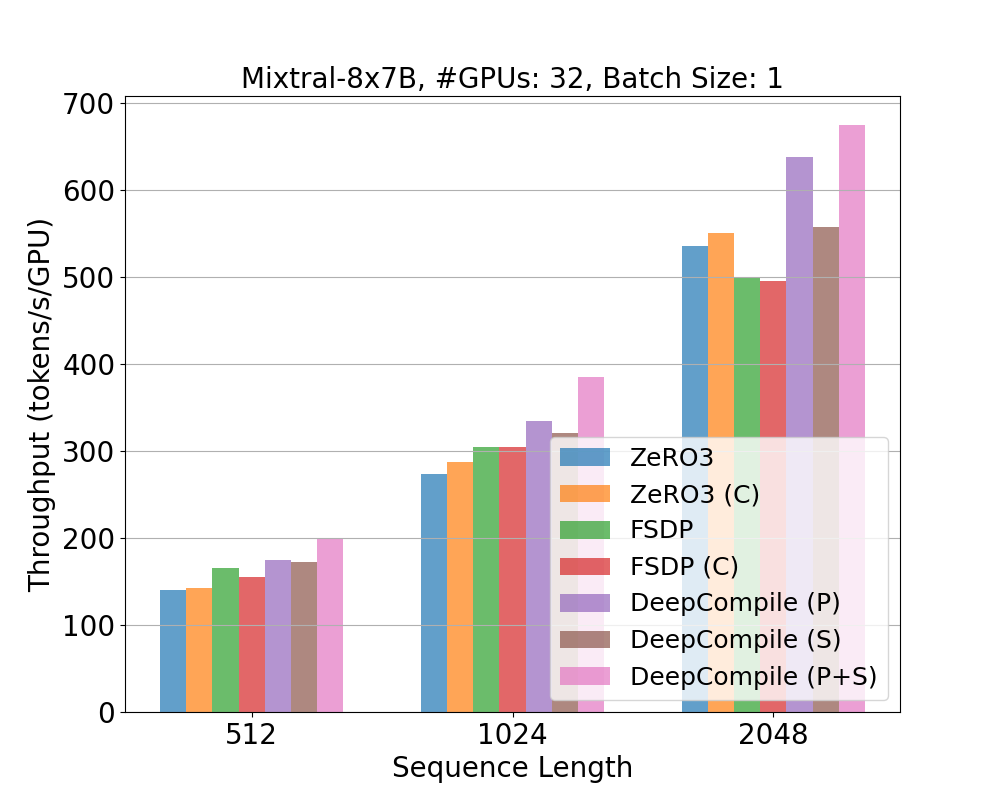 Mixtral-8x7B, #GPUs: 32, Batch Size: 1
Throughput (tokens/s/GPU)
700
600
500
400
300
200
100
0
ZeRO3
ZeRO3 (C)
FSDP
FSDP (C)
DeepCompile (P)
DeepCompile (S)
DeepCompile (P+S)
512 1024 2048
Sequence Length